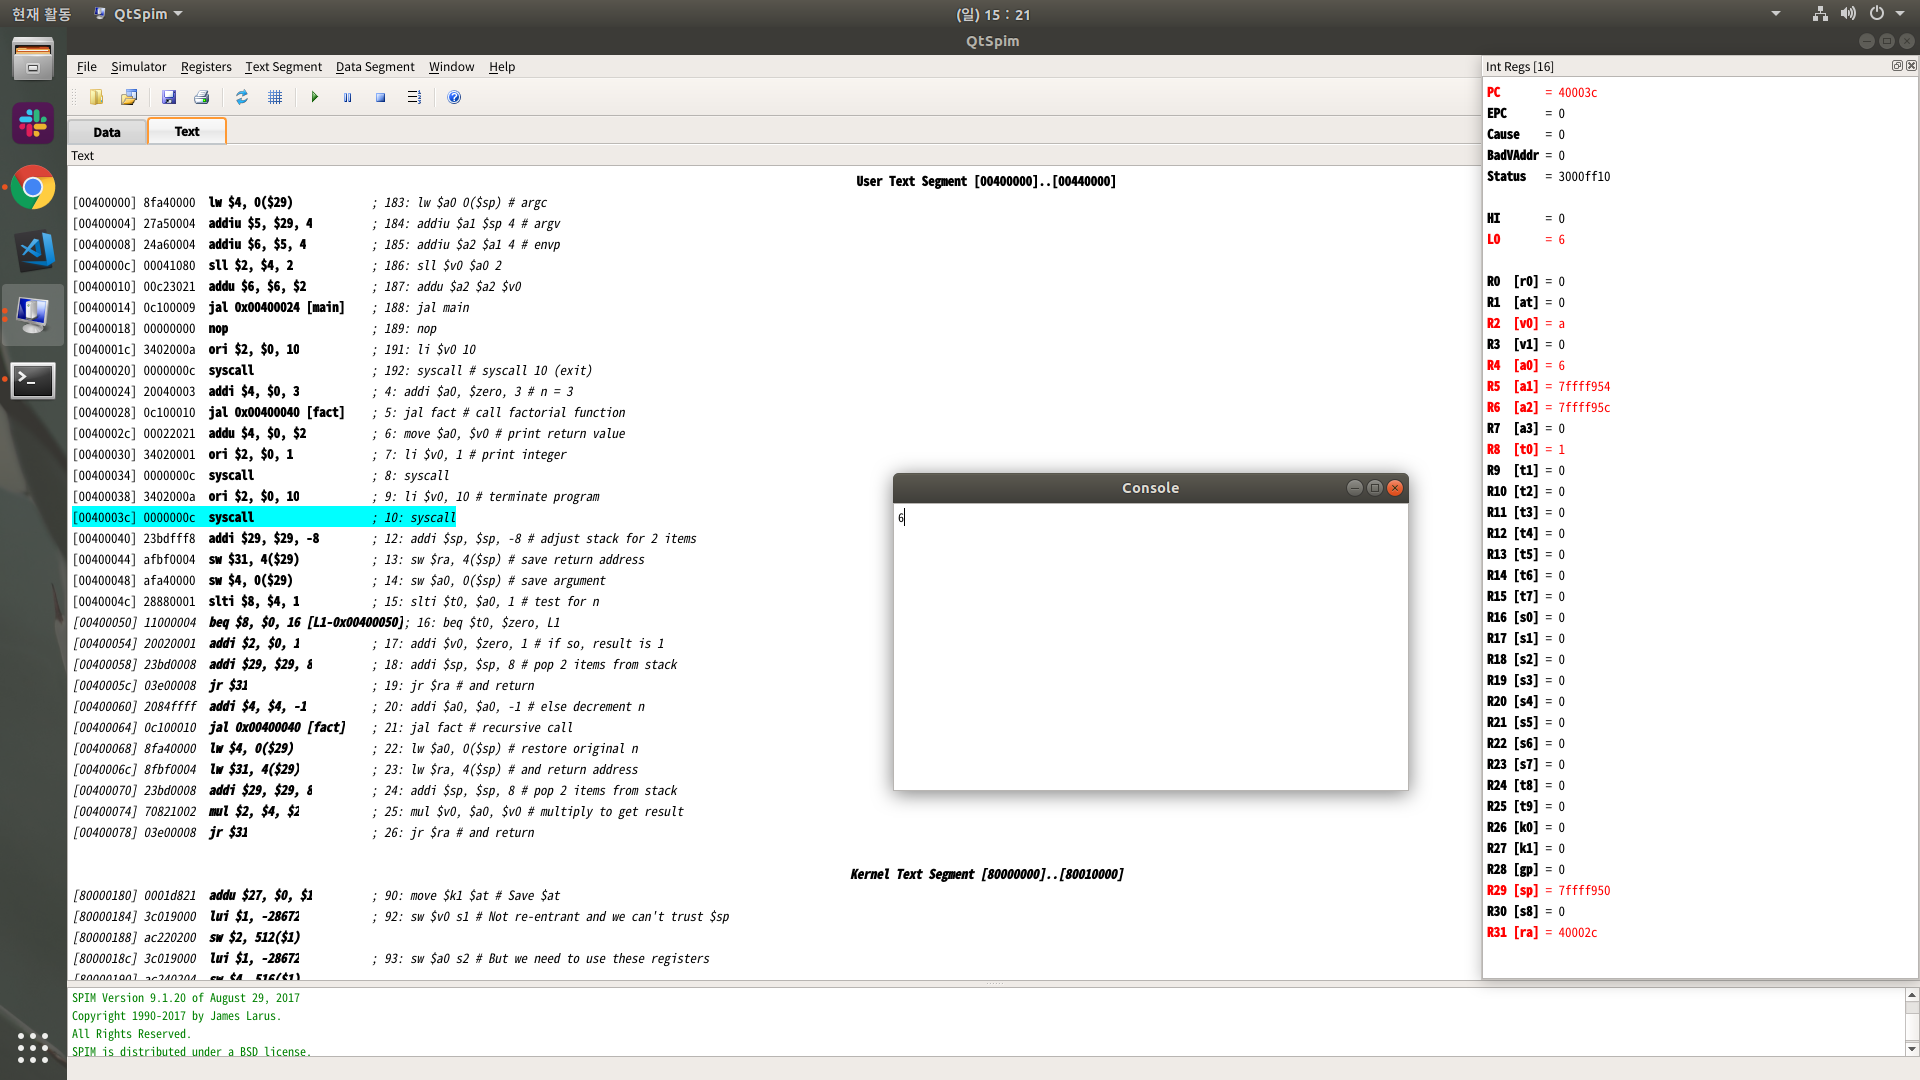 현재 활동 QtSpim (일) 15 : 21
QtSpim
File Simulator Registers Text Segment Data Segment Window Help
Data Text
Text
User Text Segment [00400000]..[00440000]
[00400000] 8fa40000 lw $4, 0($29) ; 183: lw $a0 0($sp) # argc
[00400004] 27a50004 addiu $5, $29, 4 ; 184: addiu $a1 $sp 4 # argv
[00400008] 24a60004 addiu $6, $5, 4 ; 185: addiu $a2 $a1 4 # envp
[0040000c] 00041080 sll $2, $4, 2 ; 186: sll $v0 $a0 2
[00400010] 00c23021 addu $6, $6, $2 ; 187: addu $a2 $a2 $v0
[00400014] 0c100009 jal 0x00400024 [main] ; 188: jal main
[00400018] 00000000 nop ; 189: nop
[0040001c] 3402000a ori $2, $0, 10 ; 191: li $v0 10
[00400020] 0000000c syscall ; 192: syscall # syscall 10 (exit)
[00400024] 20040003 addi $4, $0, 3 ; 4: addi $a0, $zero, 3 # n = 3
[00400028] 0c100010 jal 0x00400040 [fact] ; 5: jal fact # call factorial function
[0040002c] 00022021 addu $4, $0, $2 ; 6: move $a0, $v0 # print return value
[00400030] 34020001 ori $2, $0, 1 ; 7: li $v0, 1 # print integer
[00400034] 0000000c syscall ; 8: syscall
[00400038] 3402000a ori $2, $0, 10 ; 9: li $v0, 10 # terminate program
[0040003c] 0000000c syscall ; 10: syscall
[00400040] 23bdfff8 addi $29, $29, -8 ; 12: addi $sp, $sp, -8 # adjust stack for 2 items
[00400044] afbf0004 sw $31, 4($29) ; 13: sw $ra, 4($sp) # save return address
[00400048] afa40000 sw $4, 0($29) ; 14: sw $a0, 0($sp) # save argument
[0040004c] 28880001 slti $8, $4, 1 ; 15: slti $t0, $a0, 1 # test for n
[00400050] 11000004 beq $8, $0, 16 [L1-0x00400050]; 16: beq $t0, $zero, L1
[00400054] 20020001 addi $2, $0, 1 ; 17: addi $v0, $zero, 1 # if so, result is 1
[00400058] 23bd0008 addi $29, $29, 8 ; 18: addi $sp, $sp, 8 # pop 2 items from stack
[0040005c] 03e00008 jr $31 ; 19: jr $ra # and return
[00400060] 2084ffff addi $4, $4, -1 ; 20: addi $a0, $a0, -1 # else decrement n
[00400064] 0c100010 jal 0x00400040 [fact] ; 21: jal fact # recursive call
[00400068] 8fa40000 lw $4, 0($29) ; 22: lw $a0, 0($sp) # restore original n
[0040006c] 8fbf0004 lw $31, 4($29) ; 23: lw $ra, 4($sp) # and return address
[00400070] 23bd0008 addi $29, $29, 8 ; 24: addi $sp, $sp, 8 # pop 2 items from stack
[00400074] 70821002 mul $2, $4, $2 ; 25: mul $v0, $a0, $v0 # multiply to get result
[00400078] 03e00008 jr $31 ; 26: jr $ra # and return
Kernel Text Segment [80000000]..[80010000]
[80000180] 0001d821 addu $27, $0, $1 ; 90: move $k1 $at # Save $at
[80000184] 3c019000 lui $1, -28672 ; 92: sw $v0 s1 # Not re-entrant and we can't trust $sp
[80000188] ac220200 sw $2, 512($1)
[8000018c] 3c019000 lui $1, -28672 ; 93: sw $a0 s2 # But we need to use these registers
[80000190] ac240204 sw $4, 516($1)
Console
6
Int Regs [16]
PC = 40003c
EPC = 0
Cause = 0
BadVAddr = 0
Status = 3000ff10
HI = 0
LO = 6
R0 [r0] = 0
R1 [at] = 0
R2 [v0] = a
R3 [v1] = 0
R4 [a0] = 6
R5 [a1] = 7ffff954
R6 [a2] = 7ffff95c
R7 [a3] = 0
R8 [t0] = 1
R9 [t1] = 0
R10 [t2] = 0
R11 [t3] = 0
R12 [t4] = 0
R13 [t5] = 0
R14 [t6] = 0
R15 [t7] = 0
R16 [s0] = 0
R17 [s1] = 0
R18 [s2] = 0
R19 [s3] = 0
R20 [s4] = 0
R21 [s5] = 0
R22 [s6] = 0
R23 [s7] = 0
R24 [t8] = 0
R25 [t9] = 0
R26 [k0] = 0
R27 [k1] = 0
R28 [gp] = 0
R29 [sp] = 7ffff950
R30 [s8] = 0
R31 [ra] = 40002c
SPIM Version 9.1.20 of August 29, 2017
Copyright 1990-2017 by James Larus.
All Rights Reserved.
SPIM is distributed under a BSD license.